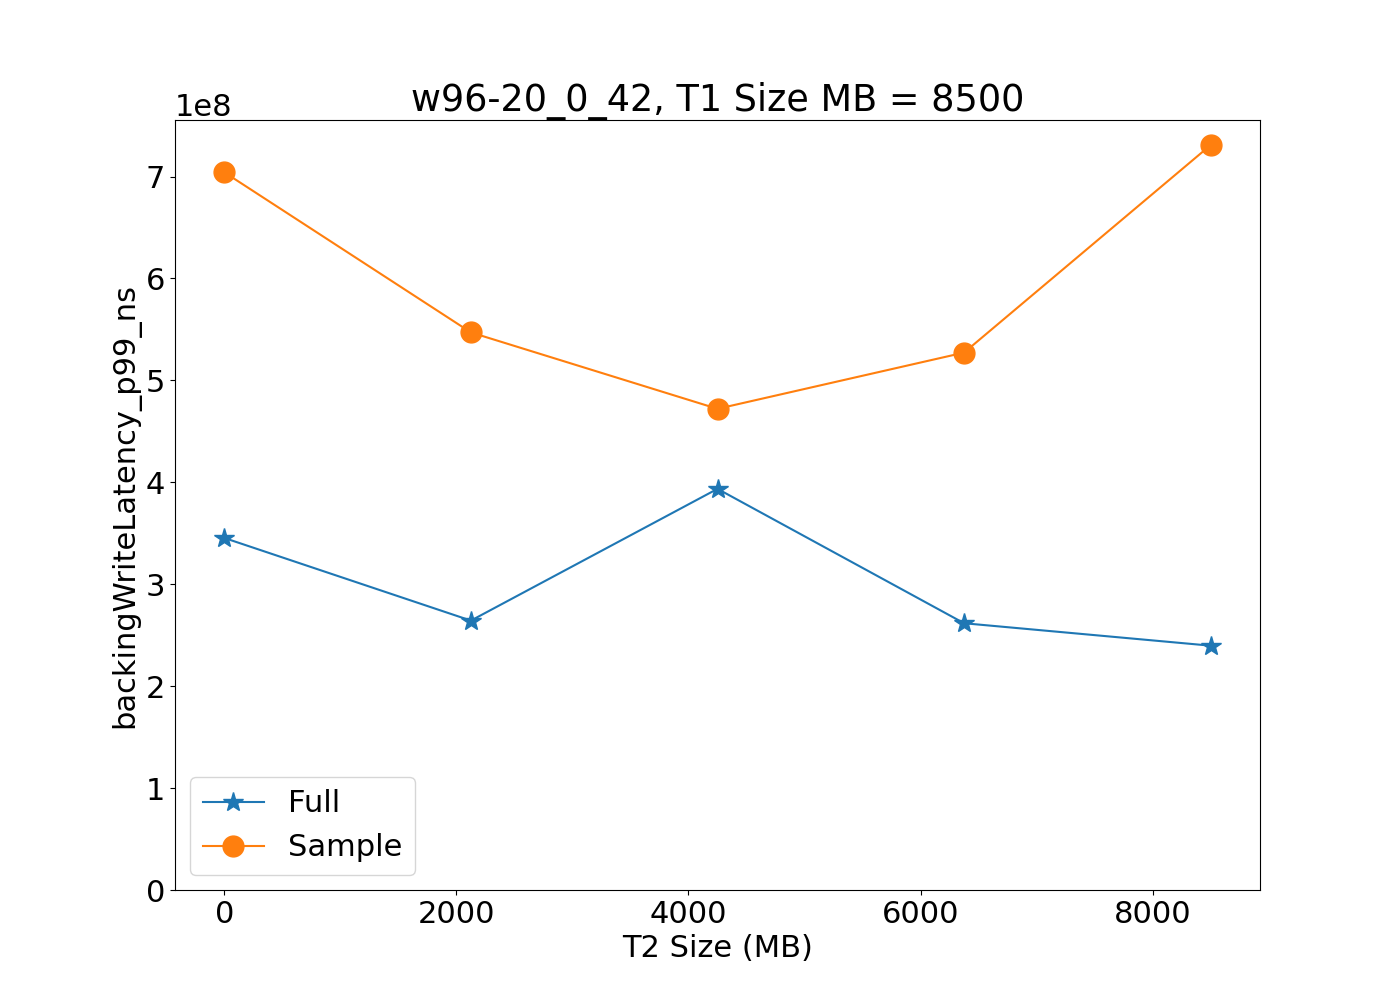 w96-20_0_42, T1 Size MB = 8500
1e8
7
6
5
4
3
2
1
0
backingWriteLatency_p99_ns
Full
Sample
0 2000 4000 6000 8000
T2 Size (MB)